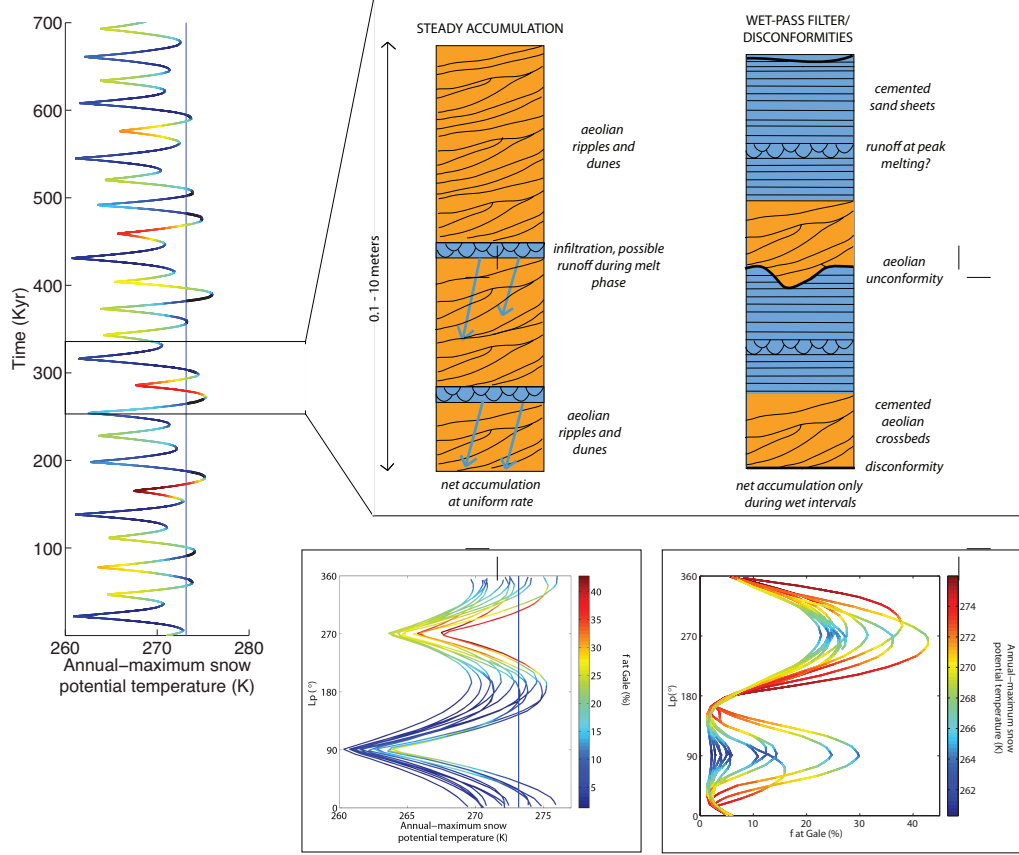 700
600
500
400
300
200
100
260
270
280
Time (Kyr)
Annual−maximum snow
potential temperature (K)
STEADY ACCUMULATION
0.1 - 10 meters
aeolian
ripples and
dunes
infiltration, possible
runoff during melt
phase
aeolian
ripples and
dunes
net accumulation
at uniform rate
WET-PASS FILTER/
DISCONFORMITIES
cemented
sand sheets
runoff at peak
melting?
aeolian
unconformity
cemented
aeolian
crossbeds
disconformity
net accumulation only
during wet intervals
360
270
180
90
0
Lp (°)
260
265
270
275
Annual−maximum snow
potential temperature (K)
40
35
30
25
20
15
10
5
f at Gale (%)
360
270
180
90
0
Lp(°)
0
10
20
30
40
f at Gale (%)
274
272
270
268
266
264
262
Annual−maximum snow
potential temperature
(K)